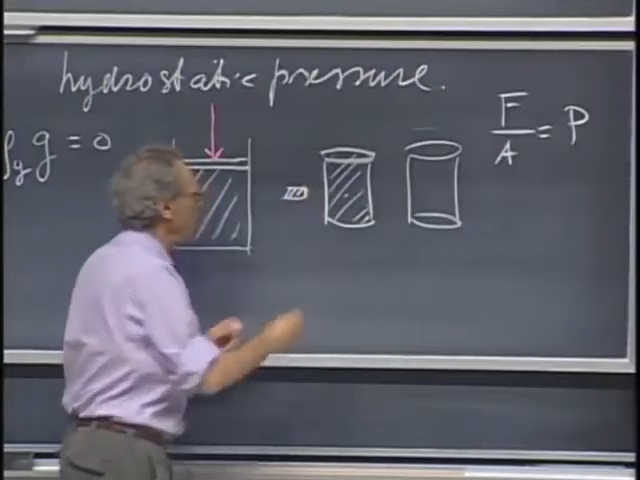 hydrostatic pressure.
ρy g = 0
F/A = P